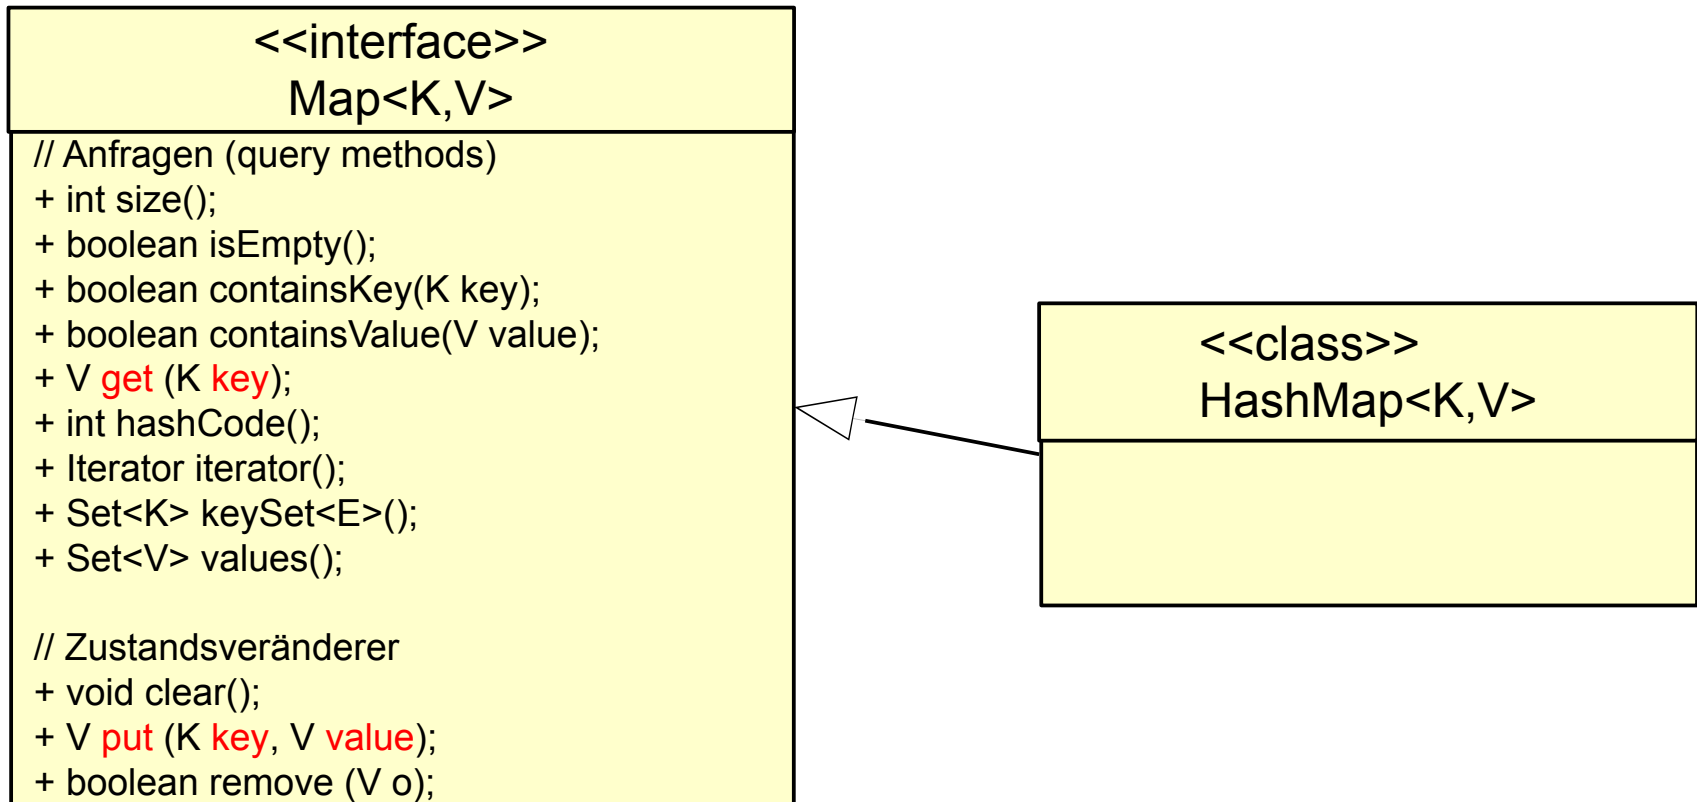 <<interface>>
Map<K,V>
// Anfragen (query methods)
+ int size();
+ boolean isEmpty();
+ boolean containsKey(K key);
+ boolean containsValue(V value);
+ V get (K key);
+ int hashCode();
+ Iterator iterator();
+ Set<K> keySet<E>();
+ Set<V> values();
// Zustandsveränderer
+ void clear();
+ V put (K key, V value);
+ boolean remove (V o);
<<class>>
HashMap<K,V>